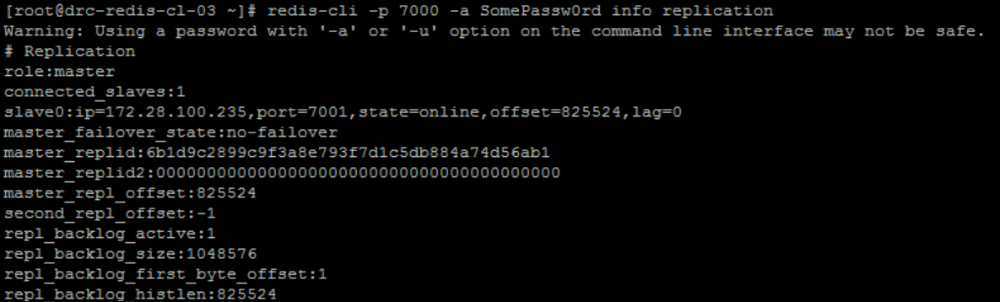 [root@drc-redis-cl-03 ~]# redis-cli -p 7000 -a SomePassw0rd info replication
Warning: Using a password with '-a' or '-u' option on the command line interface may not be safe.
# Replication
role:master
connected_slaves:1
slave0:ip=172.28.100.235,port=7001,state=online,offset=825524,lag=0
master_failover_state:no-failover
master_replid:6b1d9c2899c9f3a8e793f7d1c5db884a74d56ab1
master_replid2:0000000000000000000000000000000000000000
master_repl_offset:825524
second_repl_offset:-1
repl_backlog_active:1
repl_backlog_size:1048576
repl_backlog_first_byte_offset:1
repl_backlog_histlen:825524